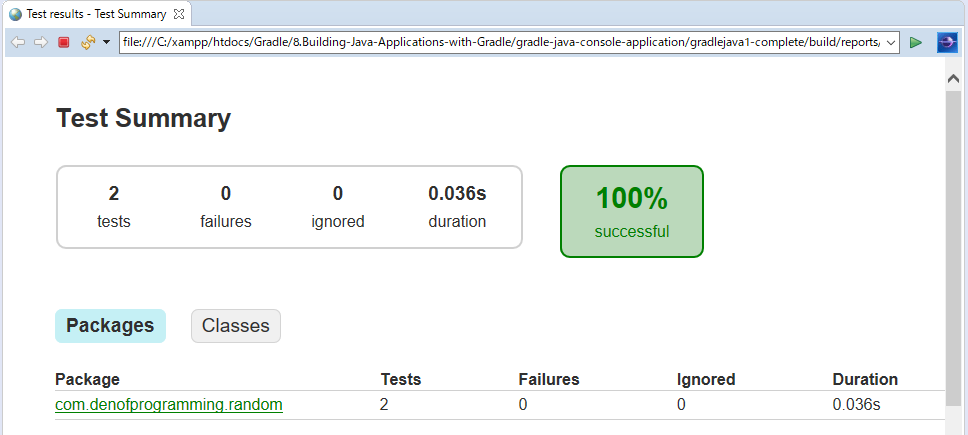 Test results - Test Summary
file:///C:/xampp/htdocs/Gradle/8.Building-Java-Applications-with-Gradle/gradle-java-console-application/gradlejava1-complete/build/reports/
Test Summary
2 0 0 0.036s 100%
tests failures ignored duration successful
Packages Classes
Package Tests Failures Ignored Duration
com.denofprogramming.random 2 0 0 0.036s